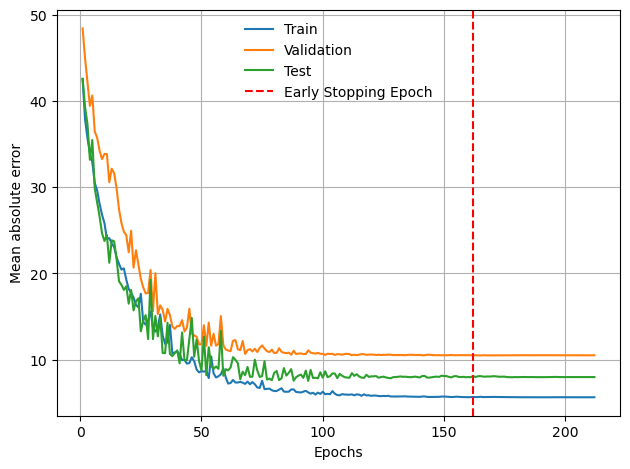 50
40
30
20
10
0
50
100
150
200
Mean absolute error
Epochs
Train
Validation
Test
Early Stopping Epoch